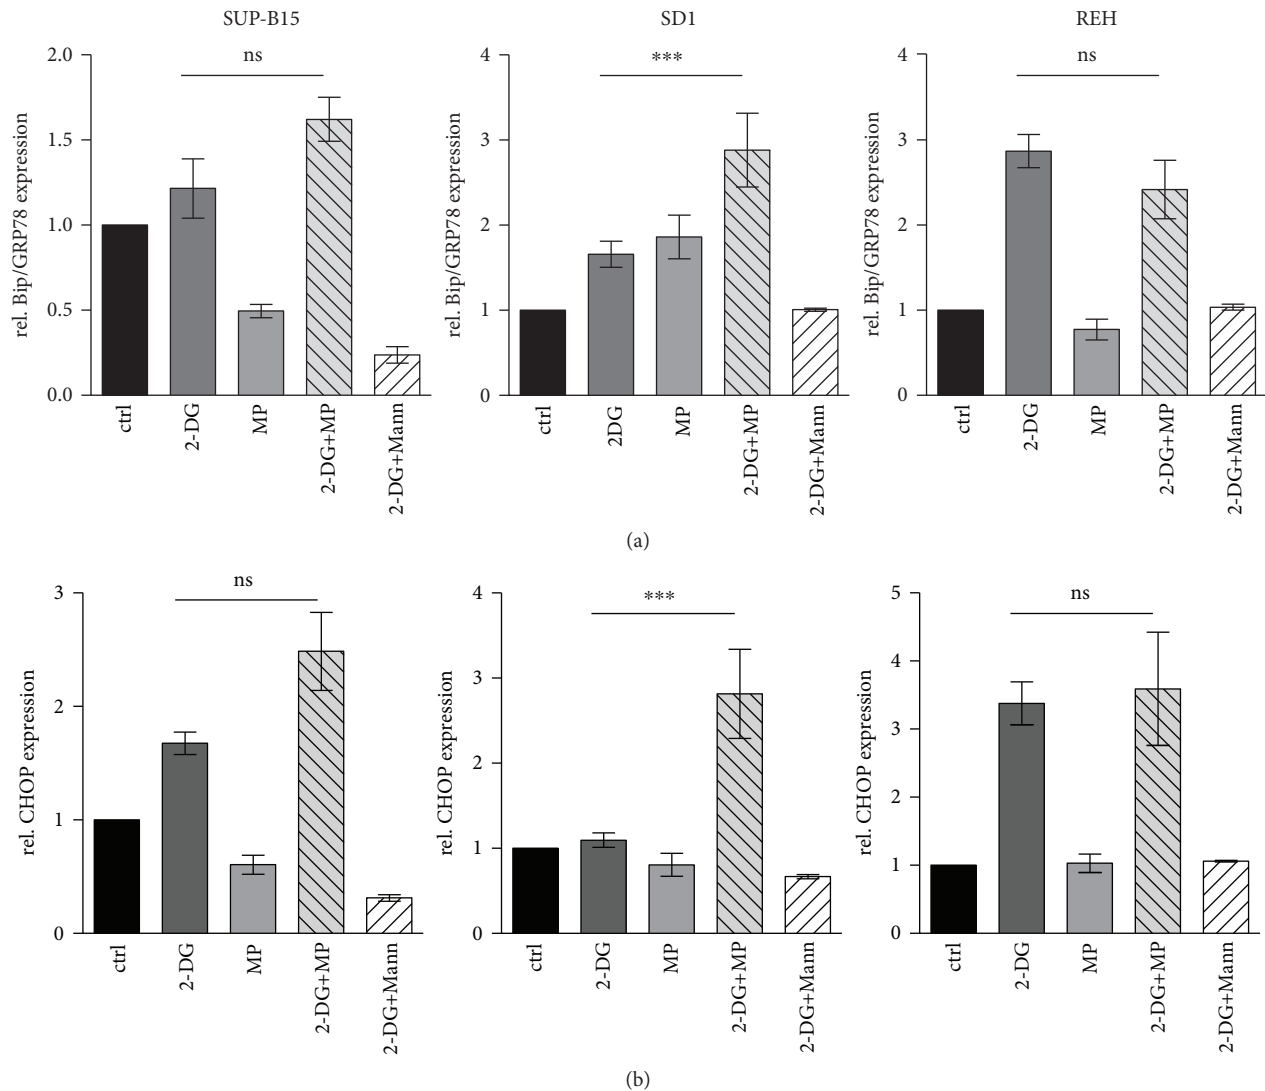 SUP-B15
SD1
REH
rel. Bip/GRP78 expression
2.0
1.5
1.0
0.5
0.0
ns
ctrl
2-DG
MP
2-DG+MP
2-DG+Mann
rel. Bip/GRP78 expression
4
3
2
1
0
***
ctrl
2DG
MP
2-DG+MP
2-DG+Mann
rel. Bip/GRP78 expression
4
3
2
1
0
ns
ctrl
2-DG
MP
2-DG+MP
2-DG+Mann
(a)
rel. CHOP expression
3
2
1
0
ns
ctrl
2-DG
MP
2-DG+MP
2-DG+Mann
rel. CHOP expression
4
3
2
1
0
***
ctrl
2-DG
MP
2-DG+MP
2-DG+Mann
rel. CHOP expression
5
4
3
2
1
0
ns
ctrl
2-DG
MP
2-DG+MP
2-DG+Mann
(b)